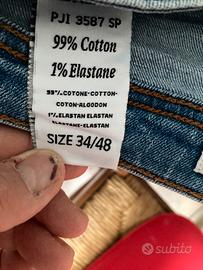 PJI 3587 SP
99% Cotton
1% Elastane
99%-COTONE-COTTON-
COTON-ALGODON
1%ELASTAN ELASTAN
ELASTANE-ELASTAN
SIZE 34/48
subito